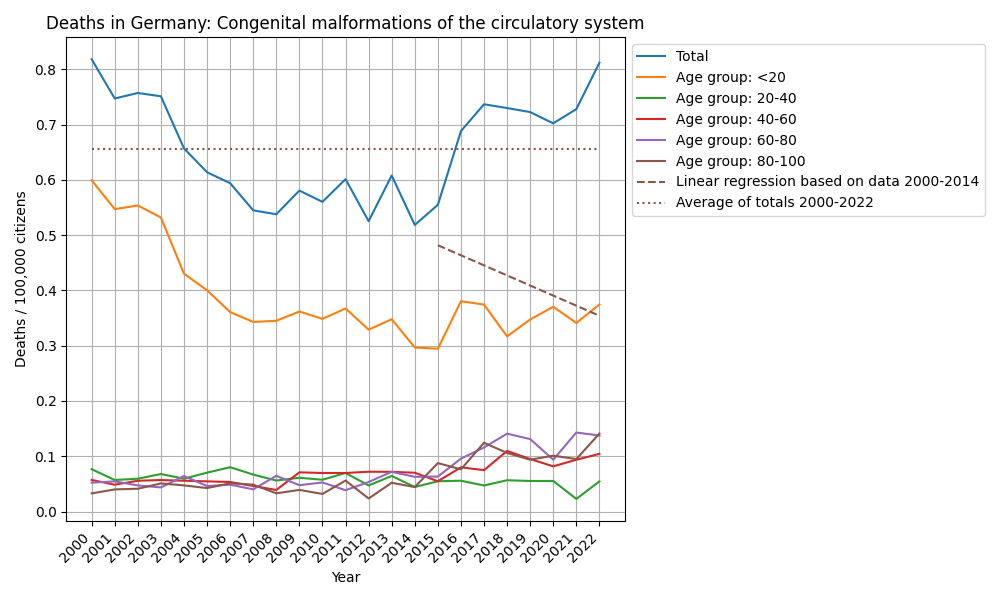 Deaths in Germany: Congenital malformations of the circulatory system
Total
Age group: <20
Age group: 20-40
Age group: 40-60
Age group: 60-80
Age group: 80-100
Linear regression based on data 2000-2014
Average of totals 2000-2022
Deaths / 100,000 citizens
0.8
0.7
0.6
0.5
0.4
0.3
0.2
0.1
0.0
2000
2001
2002
2003
2004
2005
2006
2007
2008
2009
2010
2011
2012
2013
2014
2015
2016
2017
2018
2019
2020
2021
2022
Year